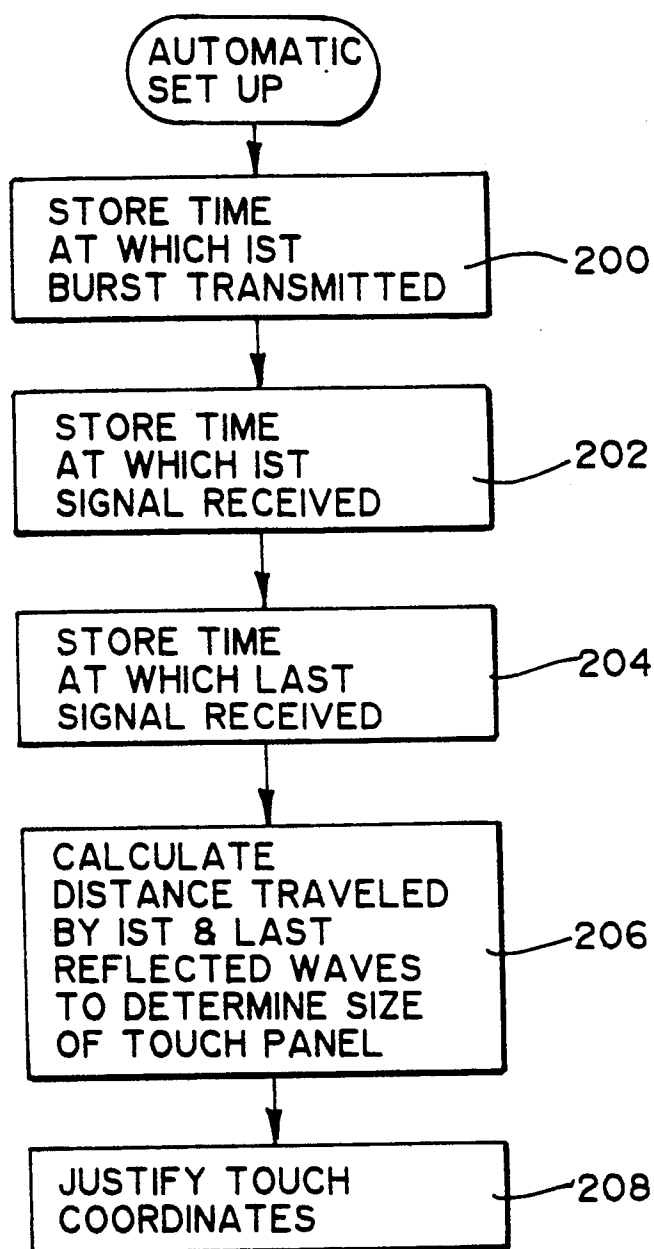 AUTOMATIC
SET UP
STORE TIME
AT WHICH IST
BURST TRANSMITTED
200
STORE TIME
AT WHICH IST
SIGNAL RECEIVED
202
STORE TIME
AT WHICH LAST
SIGNAL RECEIVED
204
CALCULATE
DISTANCE TRAVELED
BY IST & LAST
REFLECTED WAVES
TO DETERMINE SIZE
OF TOUCH PANEL
206
JUSTIFY TOUCH
COORDINATES
208